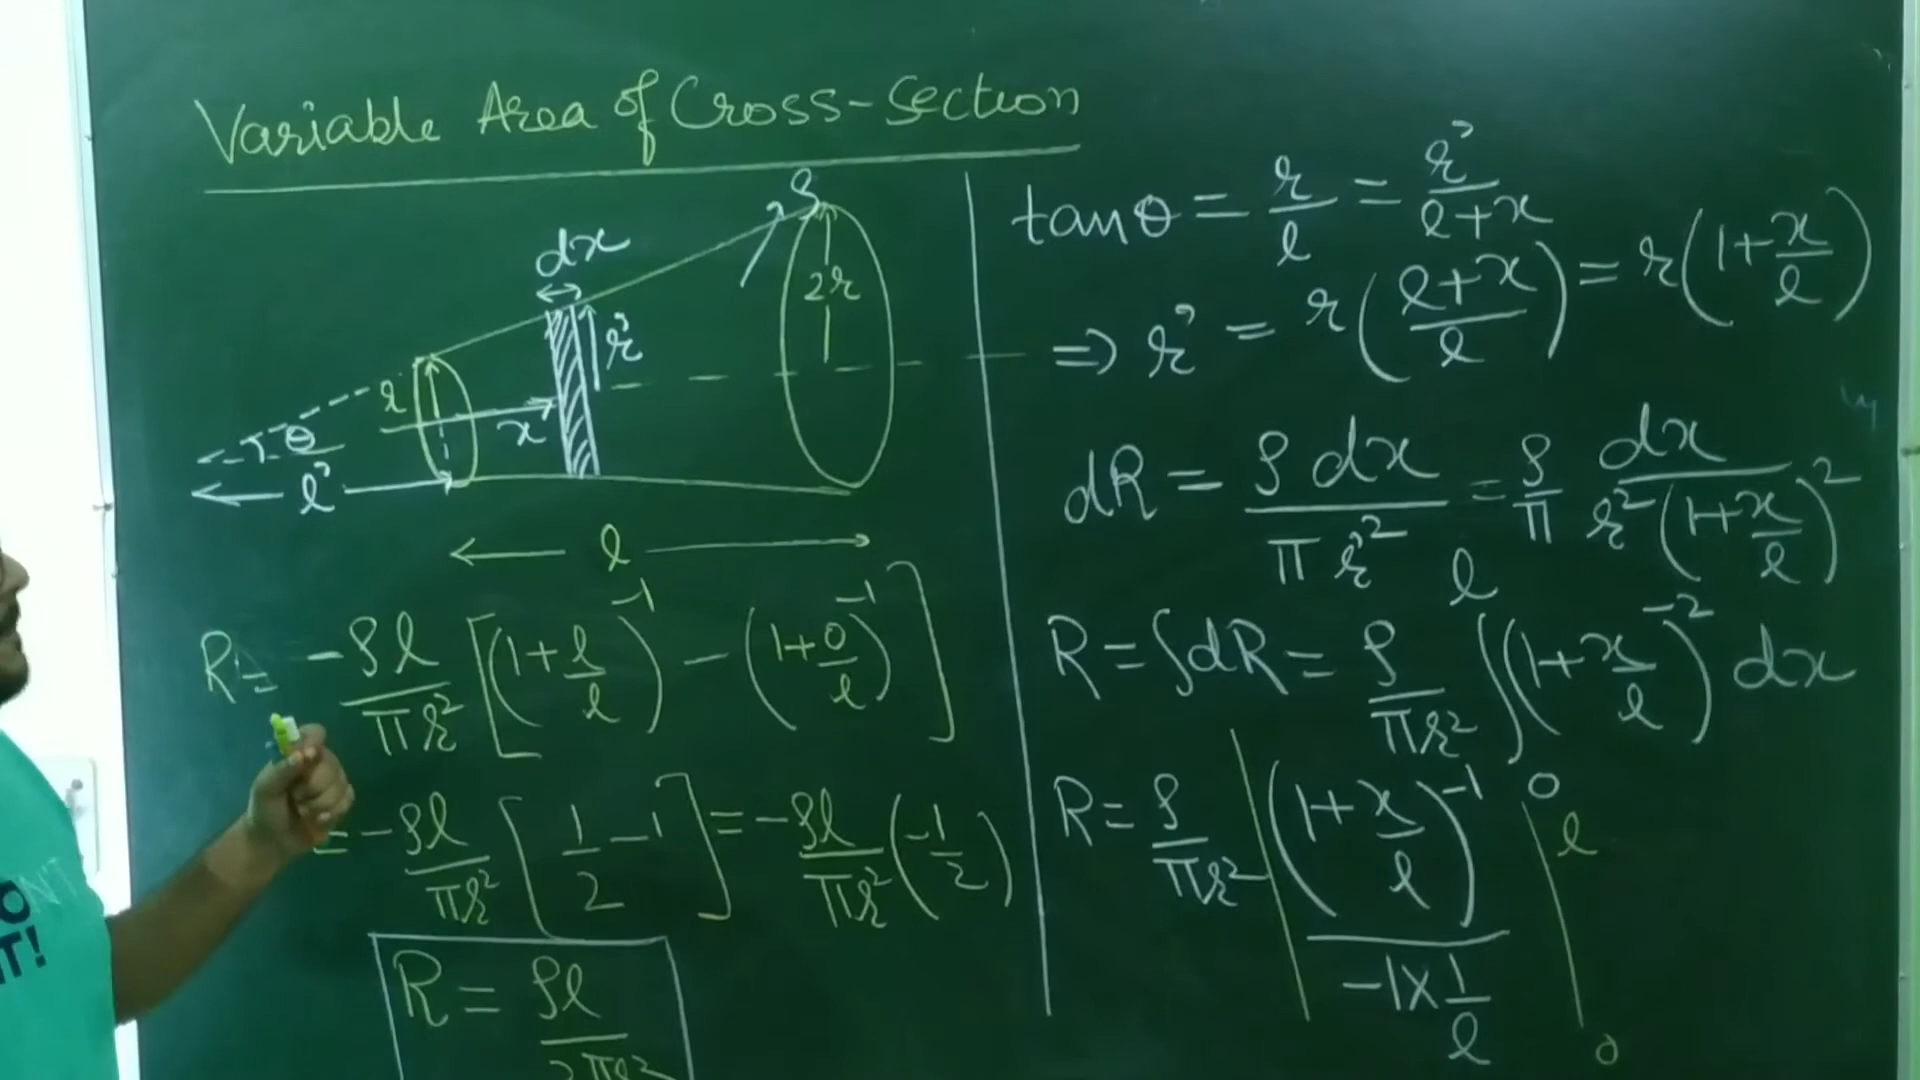 Variable Area of Cross-Section
ρ
dx
2r
r'
r
x
θ
l'
l
R = -ρl/πr² [(1+l/l)⁻¹ - (1+0/l)⁻¹]
= -ρl/πr² [1/2 - 1] = -ρl/πr² (-1/2)
R = ρl/2πr²
tanθ = r/l = r'/l+x
⇒ r' = r(l+x/l) = r(1+x/l)
dR = ρdx/πr'² = ρ/π dx/r²(1+x/l)²
R = ∫dR = ρ/πr² ∫₀ˡ (1+x/l)⁻² dx
R = ρ/πr² |(1+x/l)⁻¹/-1×1/l|₀ˡ